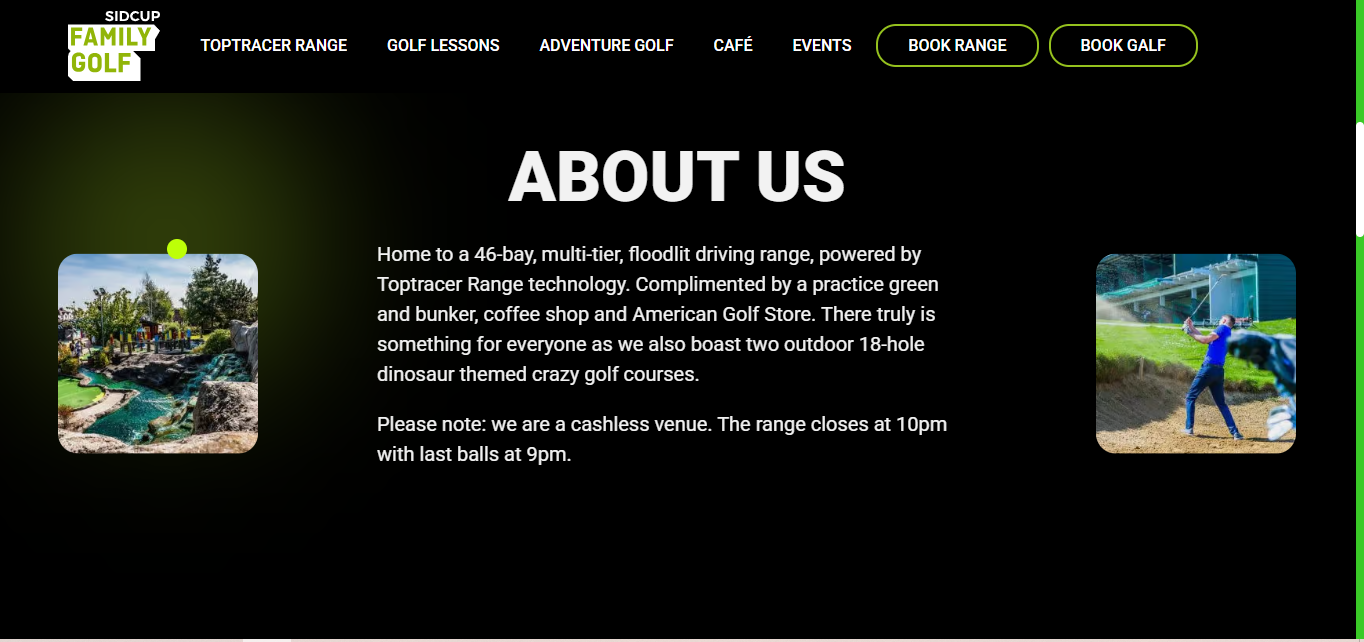 SIDCUP
FAMILY
GOLF
TOPTRACER RANGE
GOLF LESSONS
ADVENTURE GOLF
CAFÉ
EVENTS
BOOK RANGE
BOOK GALF
ABOUT US
Home to a 46-bay, multi-tier, floodlit driving range, powered by
Toptracer Range technology. Complimented by a practice green
and bunker, coffee shop and American Golf Store. There truly is
something for everyone as we also boast two outdoor 18-hole
dinosaur themed crazy golf courses.
Please note: we are a cashless venue. The range closes at 10pm
with last balls at 9pm.